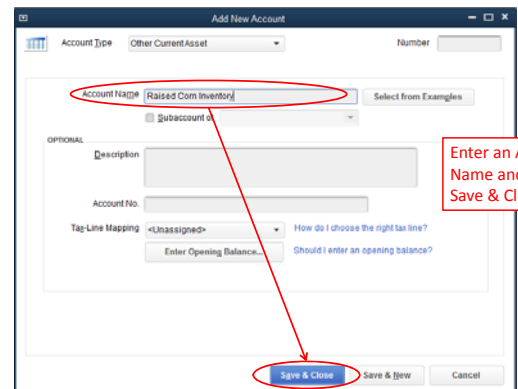 Add New Account
Account Type Other Current Asset Number
Account Name Raised Corn Inventory Select from Examples
Subaccount of
OPTIONAL
Description
Enter an
Name and
Save & Cl
Account No.
Tax-Line Mapping <Unassigned> How do I choose the right tax line?
Enter Opening Balance... Should I enter an opening balance?
Save & Close Save & New Cancel